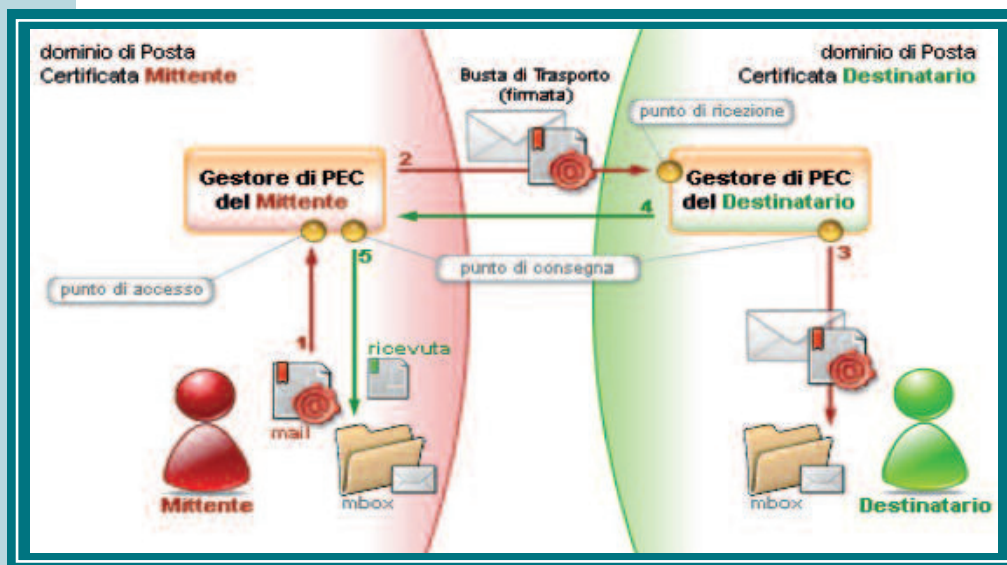 dominio di Posta
Certificata Mittente
dominio di Posta
Certificata Destinatario
Busta di Trasporto
(firmata)
punto di ricezione
2
Gestore di PEC
del Mittente
Gestore di PEC
del Destinatario
4
5
3
punto di consegna
punto di accesso
1
ricevuta
@
@
@
mail
mbox
mbox
Mittente
Destinatario